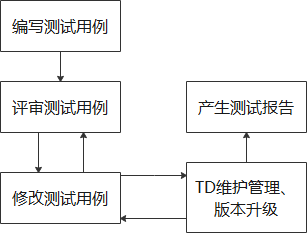 编写测试用例
评审测试用例
产生测试报告
修改测试用例
TD维护管理、
版本升级